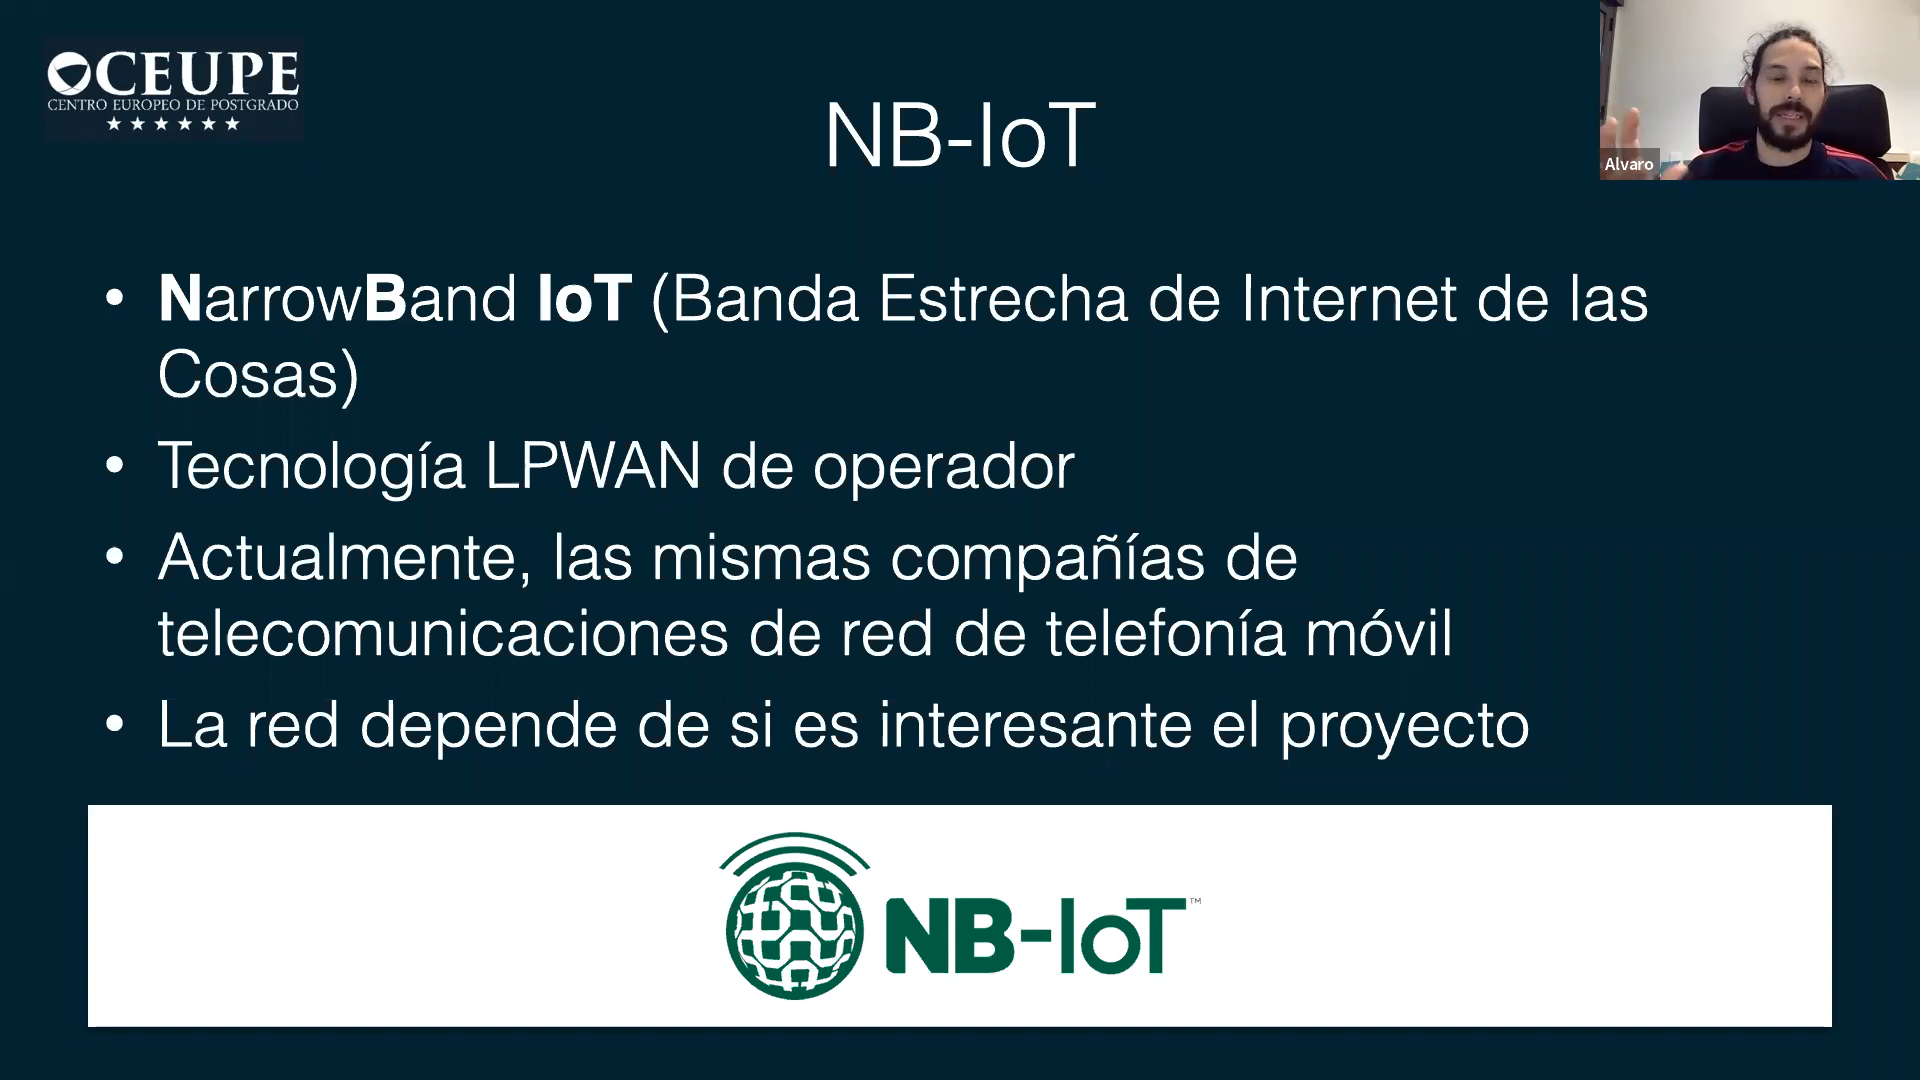 CEUPE
CENTRO EUROPEO DE POSTGRADO
NB-IoT
Alvaro
• NarrowBand IoT (Banda Estrecha de Internet de las
Cosas)
• Tecnología LPWAN de operador
• Actualmente, las mismas compañías de
telecomunicaciones de red de telefonía móvil
• La red depende de si es interesante el proyecto
NB-IoT™